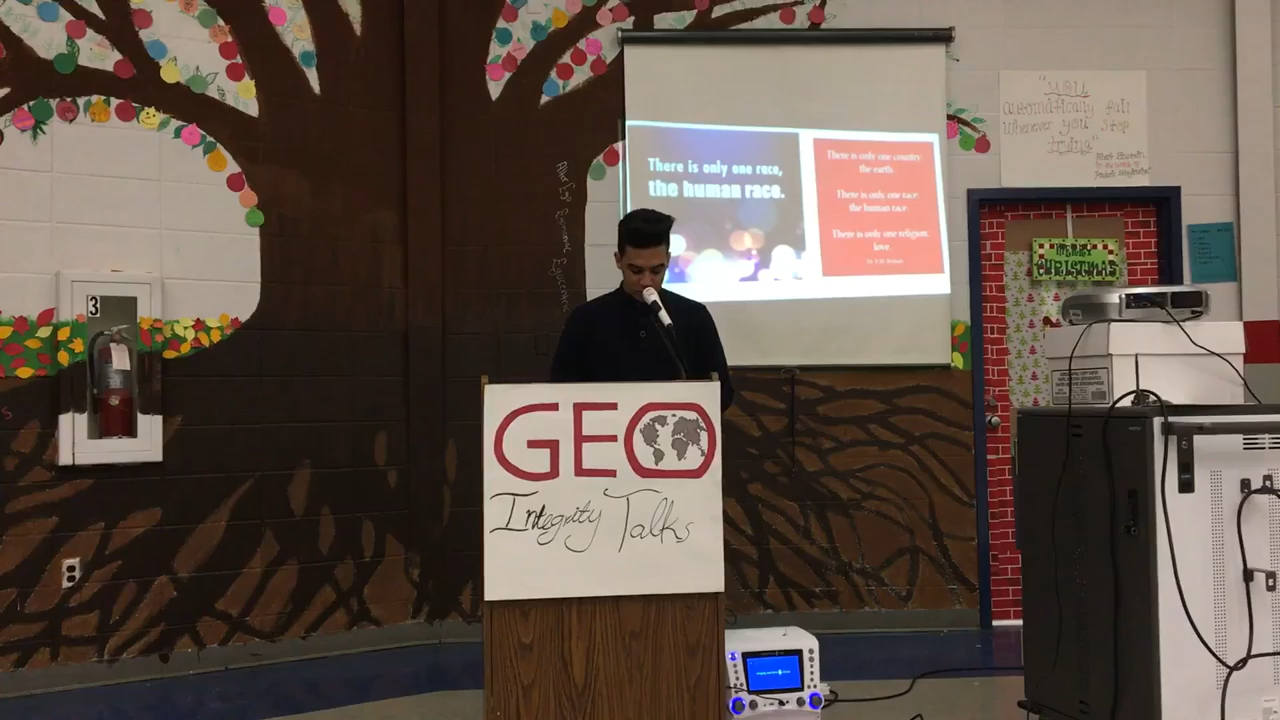 "you
automatically fail
Whenever you stop
trying"
There is only one race,
the human race.
There is only one country
the earth.
There is only one race
the human race
There is only one religion.
love.
MERRY
CHRISTMAS
3
GEO
Integrity Talks